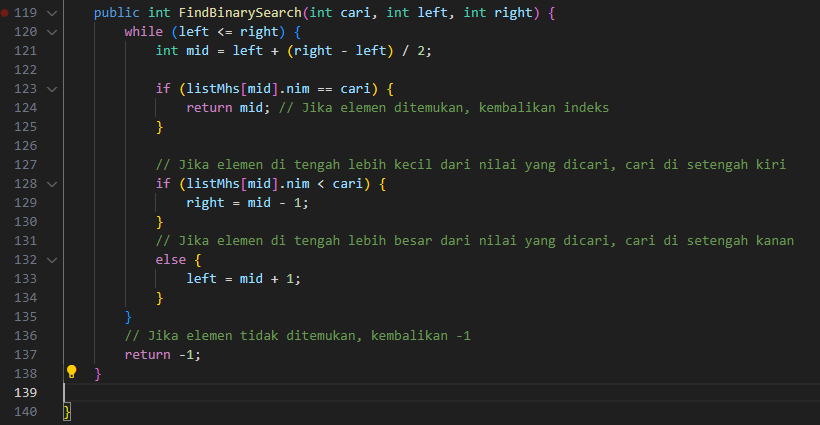 119 public int FindBinarySearch(int cari, int left, int right) {
120 while (left <= right) {
121 int mid = left + (right - left) / 2;
122
123 if (listMhs[mid].nim == cari) {
124 return mid; // Jika elemen ditemukan, kembalikan indeks
125 }
126
127 // Jika elemen di tengah lebih kecil dari nilai yang dicari, cari di setengah kiri
128 if (listMhs[mid].nim < cari) {
129 right = mid - 1;
130 }
131 // Jika elemen di tengah lebih besar dari nilai yang dicari, cari di setengah kanan
132 else {
133 left = mid + 1;
134 }
135 }
136 // Jika elemen tidak ditemukan, kembalikan -1
137 return -1;
138 }
139
140 }